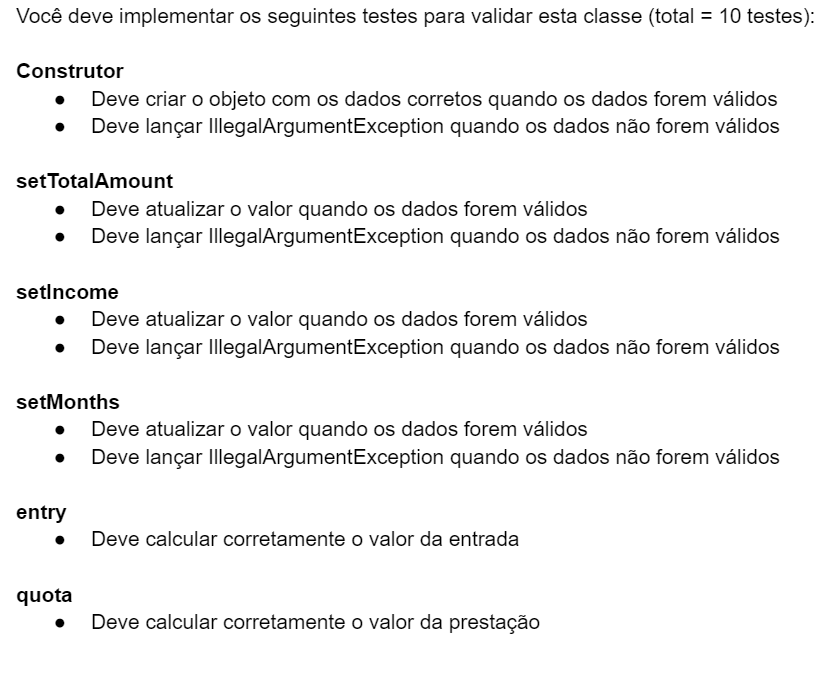 Você deve implementar os seguintes testes para validar esta classe (total = 10 testes):
Construtor
● Deve criar o objeto com os dados corretos quando os dados forem válidos
● Deve lançar IllegalArgumentException quando os dados não forem válidos
setTotalAmount
● Deve atualizar o valor quando os dados forem válidos
● Deve lançar IllegalArgumentException quando os dados não forem válidos
setIncome
● Deve atualizar o valor quando os dados forem válidos
● Deve lançar IllegalArgumentException quando os dados não forem válidos
setMonths
● Deve atualizar o valor quando os dados forem válidos
● Deve lançar IllegalArgumentException quando os dados não forem válidos
entry
● Deve calcular corretamente o valor da entrada
quota
● Deve calcular corretamente o valor da prestação